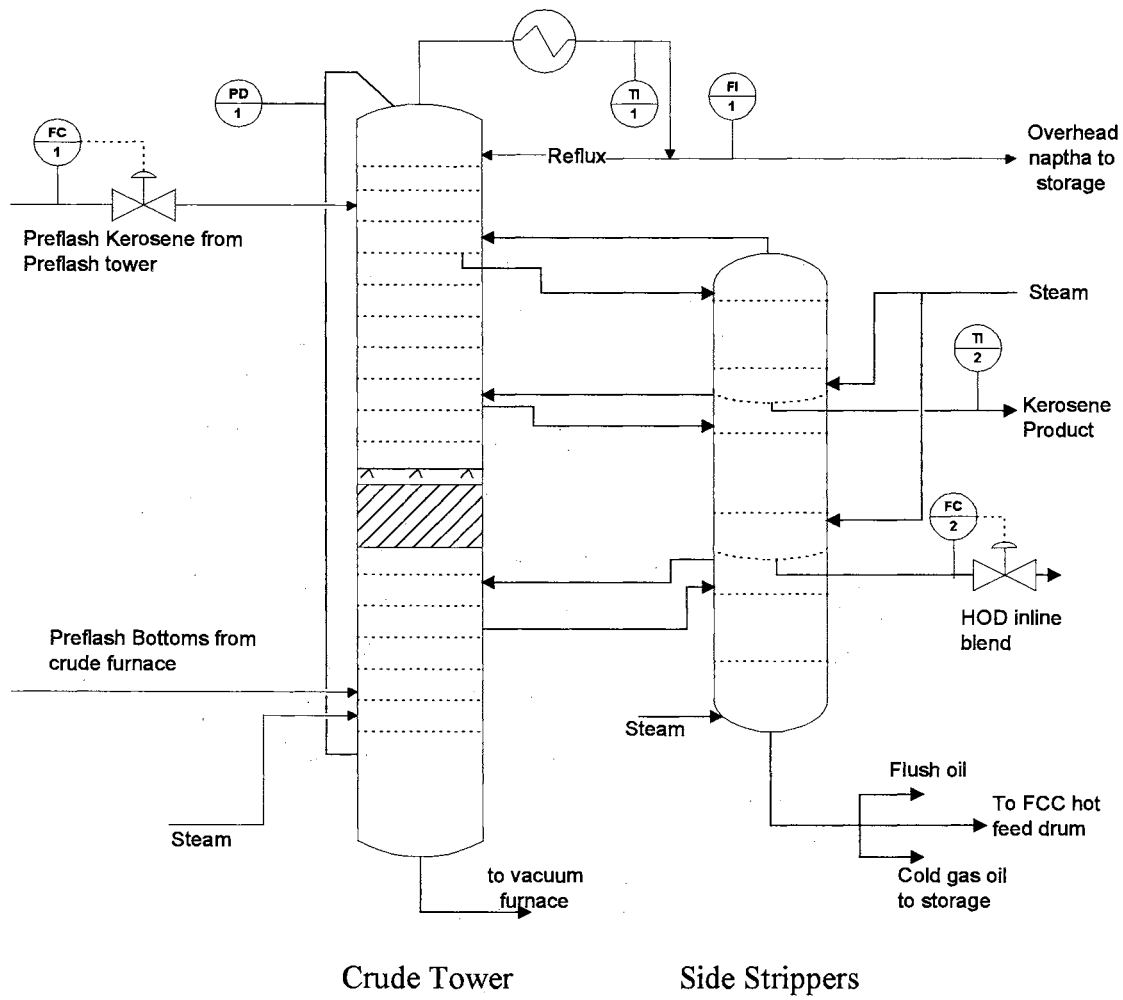 PD
1
TI
1
FI
1
FC
1
Overhead
naptha to
storage
Reflux
Preflash Kerosene from
Preflash tower
Steam
TI
2
Kerosene
Product
FC
2
HOD inline
blend
Preflash Bottoms from
crude furnace
Steam
Steam
Flush oil
To FCC hot
feed drum
Cold gas oil
to storage
to vacuum
furnace
Crude Tower
Side Strippers